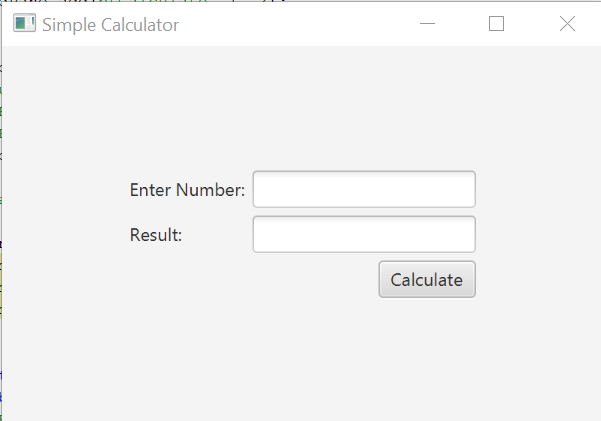 Simple Calculator
Enter Number:
Result:
Calculate